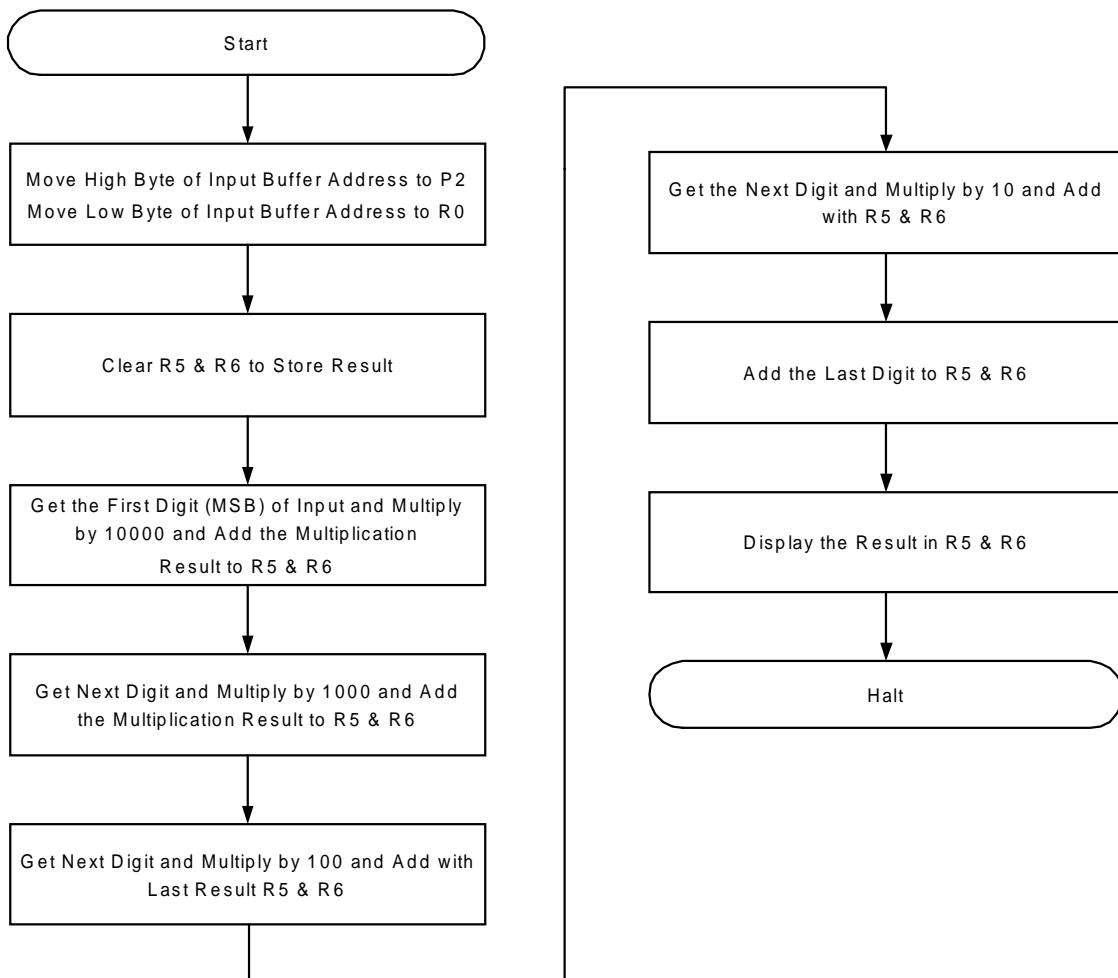 Start
Move High Byte of Input Buffer Address to P2
Move Low Byte of Input Buffer Address to R0
Clear R5 & R6 to Store Result
Get the First Digit (MSB) of Input and Multiply
by 10000 and Add the Multiplication
Result to R5 & R6
Get Next Digit and Multiply by 1000 and Add
the Multiplication Result to R5 & R6
Get Next Digit and Multiply by 100 and Add with
Last Result R5 & R6
Get the Next Digit and Multiply by 10 and Add
with R5 & R6
Add the Last Digit to R5 & R6
Display the Result in R5 & R6
Halt